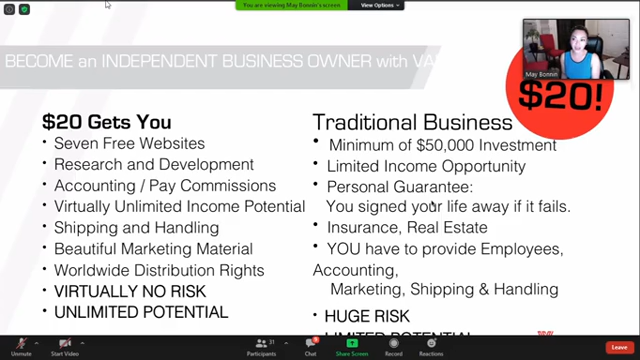 You are viewing May Bonnin's screen
View Options
BECOME an INDEPENDENT BUSINESS OWNER with
May Bonnin
$20!
$20 Gets You
• Seven Free Websites
• Research and Development
• Accounting / Pay Commissions
• Virtually Unlimited Income Potential
• Shipping and Handling
• Beautiful Marketing Material
• Worldwide Distribution Rights
• VIRTUALLY NO RISK
• UNLIMITED POTENTIAL
Traditional Business
• Minimum of $50,000 Investment
• Limited Income Opportunity
• Personal Guarantee:
You signed your life away if it fails.
• Insurance, Real Estate
• YOU have to provide Employees,
Accounting,
Marketing, Shipping & Handling
• HUGE RISK
LIMITED POTENTIAL
Unmute
Start Video
31
Participants
Chat
Share Screen
Record
Reactions
Leave